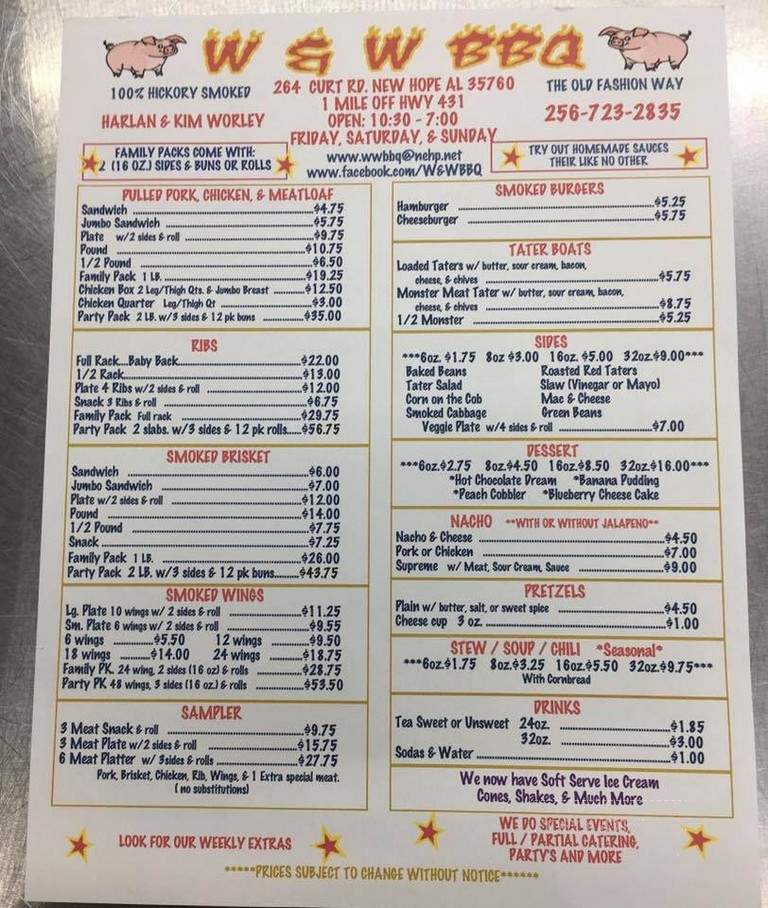 W & W BBQ
100% HICKORY SMOKED
264 CURT RD. NEW HOPE AL 35760
THE OLD FASHION WAY
1 MILE OFF HWY 431
HARLAN & KIM WORLEY
OPEN: 10:30 - 7:00
256-723-2835
FRIDAY, SATURDAY, & SUNDAY
FAMILY PACKS COME WITH:
2 (16 OZ.) SIDES & BUNS OR ROLLS
www.wwbbq@nehp.net
www.facebook.com/W&WBBQ
TRY OUT HOMEMADE SAUCES
THEIR LIKE NO OTHER
PULLED PORK, CHICKEN, & MEATLOAF
Sandwich $4.75
Jumbo Sandwich $5.75
Plate w/2 sides & roll $9.75
Pound $10.75
1/2 Pound $6.50
Family Pack 1 LB. $19.25
Chicken Box 2 Leg/Thigh Qts. & Jumbo Breast $12.50
Chicken Quarter Leg/Thigh Qt $3.00
Party Pack 2 LB. w/3 sides & 12 pk buns $35.00
RIBS
Full Rack...Baby Back $22.00
1/2 Rack $13.00
Plate 4 Ribs w/2 sides & roll $12.00
Snack 3 Ribs & roll $6.75
Family Pack Full rack $29.75
Party Pack 2 slabs. w/3 sides & 12 pk rolls $56.75
SMOKED BRISKET
Sandwich $6.00
Jumbo Sandwich $7.00
Plate w/2 sides & roll $12.00
Pound $14.00
1/2 Pound $7.75
Snack $7.25
Family Pack 1 LB. $26.00
Party Pack 2 LB. w/3 sides & 12 pk buns $43.75
SMOKED WINGS
Lg. Plate 10 wings w/ 2 sides & roll $11.25
Sm. Plate 6 wings w/ 2 sides & roll $9.55
6 wings $5.50 12 wings $9.50
18 wings $14.00 24 wings $18.75
Family PK. 24 wing, 2 sides (16 oz) & rolls $28.75
Party PK 48 wings, 3 sides (16 oz.) & rolls $53.50
SAMPLER
3 Meat Snack & roll $9.75
3 Meat Plate w/2 sides & roll $15.75
6 Meat Platter w/ 3sides & rolls $27.75
Pork, Brisket, Chicken, Rib, Wings, & 1 Extra special meat.
(no substitutions)
SMOKED BURGERS
Hamburger $5.25
Cheeseburger $5.75
TATER BOATS
Loaded Taters w/ butter, sour cream, bacon,
cheese, & chives $5.75
Monster Meat Tater w/ butter, sour cream, bacon,
cheese, & chives $8.75
1/2 Monster $5.25
SIDES
***6oz. $1.75 8oz $3.00 16oz. $5.00 32oz.$9.00***
Baked Beans Roasted Red Taters
Tater Salad Slaw (Vinegar or Mayo)
Corn on the Cob Mac & Cheese
Smoked Cabbage Green Beans
Veggie Plate w/4 sides & roll $7.00
DESSERT
***6oz.$2.75 8oz.$4.50 16oz.$8.50 32oz.$16.00***
*Hot Chocolate Dream *Banana Pudding
*Peach Cobbler *Blueberry Cheese Cake
NACHO **WITH OR WITHOUT JALAPENO**
Nacho & Cheese $4.50
Pork or Chicken $7.00
Supreme w/ Meat, Sour Cream, Sauce $9.00
PRETZELS
Plain w/ butter, salt, or sweet spice $4.50
Cheese cup 3 oz. $1.00
STEW / SOUP / CHILI *Seasonal*
***6oz.$1.75 8oz.$3.25 16oz.$5.50 32oz.$9.75***
With Cornbread
DRINKS
Tea Sweet or Unsweet 24oz. $1.85
32oz. $3.00
Sodas & Water $1.00
We now have Soft Serve Ice Cream
Cones, Shakes, & Much More
LOOK FOR OUR WEEKLY EXTRAS
WE DO SPECIAL EVENTS,
FULL / PARTIAL CATERING,
PARTY'S AND MORE
*****PRICES SUBJECT TO CHANGE WITHOUT NOTICE******